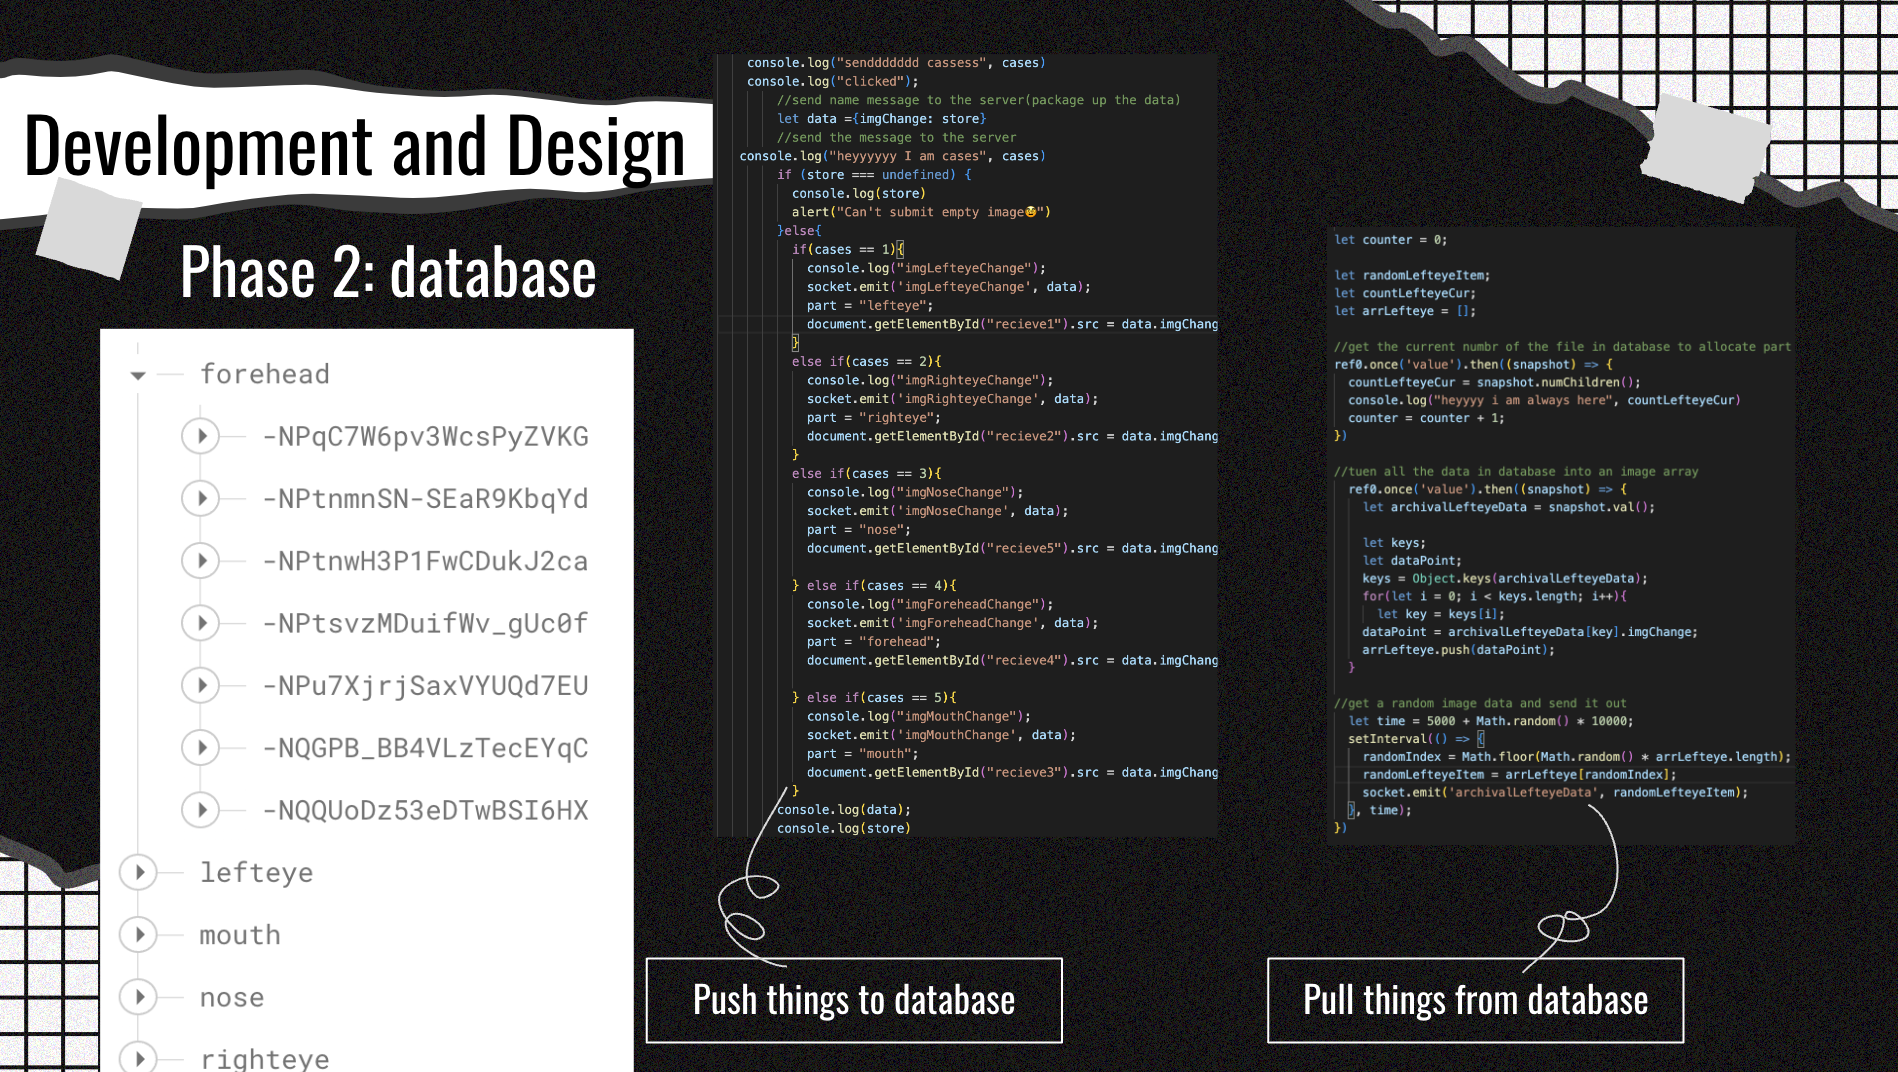 Development and Design
Phase 2: database
forehead
-NPqC7W6pv3WcsPyZVKG
-NPtnmnSN-SEaR9KbqYd
-NPtnwH3P1FwCDukJ2ca
-NPtsvzMDuifWv_gUc0f
-NPu7XjrjSaxVYUQd7EU
-NQGPB_BB4VLzTecEYqC
-NQQUoDz53eDTwBSI6HX
lefteye
mouth
nose
righteye
console.log("senddddddd cassess", cases)
console.log("clicked");
//send name message to the server(package up the data)
let data ={imgChange: store}
//send the message to the server
console.log("heyyyyyy I am cases", cases)
if (store === undefined) {
console.log(store)
alert("Can't submit empty image🥲")
}else{
if(cases == 1){
console.log("imgLefteyeChange");
socket.emit('imgLefteyeChange', data);
part = "lefteye";
document.getElementById("recieve1").src = data.imgChang
}
else if(cases == 2){
console.log("imgRighteyeChange");
socket.emit('imgRighteyeChange', data);
part = "righteye";
document.getElementById("recieve2").src = data.imgChang
}
else if(cases == 3){
console.log("imgNoseChange");
socket.emit('imgNoseChange', data);
part = "nose";
document.getElementById("recieve5").src = data.imgChang
} else if(cases == 4){
console.log("imgForeheadChange");
socket.emit('imgForeheadChange', data);
part = "forehead";
document.getElementById("recieve4").src = data.imgChang
} else if(cases == 5){
console.log("imgMouthChange");
socket.emit('imgMouthChange', data);
part = "mouth";
document.getElementById("recieve3").src = data.imgChang
}
console.log(data);
console.log(store)
Push things to database
let counter = 0;
let randomLefteyeItem;
let countLefteyeCur;
let arrLefteye = [];
//get the current numbr of the file in database to allocate part
ref0.once('value').then((snapshot) => {
countLefteyeCur = snapshot.numChildren();
console.log("heyyyy i am always here", countLefteyeCur)
counter = counter + 1;
})
//tuen all the data in database into an image array
ref0.once('value').then((snapshot) => {
let archivalLefteyeData = snapshot.val();
let keys;
let dataPoint;
keys = Object.keys(archivalLefteyeData);
for(let i = 0; i < keys.length; i++){
let key = keys[i];
dataPoint = archivalLefteyeData[key].imgChange;
arrLefteye.push(dataPoint);
}
//get a random image data and send it out
let time = 5000 + Math.random() * 10000;
setInterval(() => {
randomIndex = Math.floor(Math.random() * arrLefteye.length);
randomLefteyeItem = arrLefteye[randomIndex];
socket.emit('archivalLefteyeData', randomLefteyeItem);
}, time);
})
Pull things from database